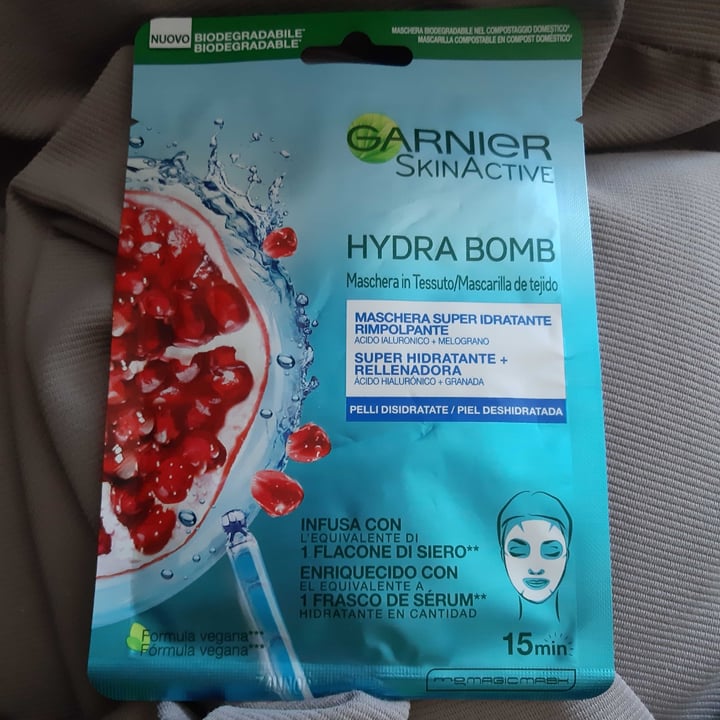 NUOVO BIODEGRADABILE*
BIODEGRADABLE*
MASCHERA BIODEGRADABILE NEL COMPOSTAGGIO DOMESTICO*
MASCARILLA COMPOSTABLE EN COMPOST DOMÉSTICO*
GARNIER
SKINACTIVE
HYDRA BOMB
Maschera in Tessuto/Mascarilla de tejido
MASCHERA SUPER IDRATANTE
RIMPOLPANTE
ACIDO IALURONICO + MELOGRANO
SUPER HIDRATANTE +
RELLENADORA
ÁCIDO HIALURÓNICO + GRANADA
PELLI DISIDRATATE / PIEL DESHIDRATADA
INFUSA CON
L'EQUIVALENTE DI
1 FLACONE DI SIERO**
ENRIQUECIDO CON
EL EQUIVALENTE A
1 FRASCO DE SÉRUM**
HIDRATANTE EN CANTIDAD
Formula vegana***
Fórmula vegana***
15min
MAGICMASK